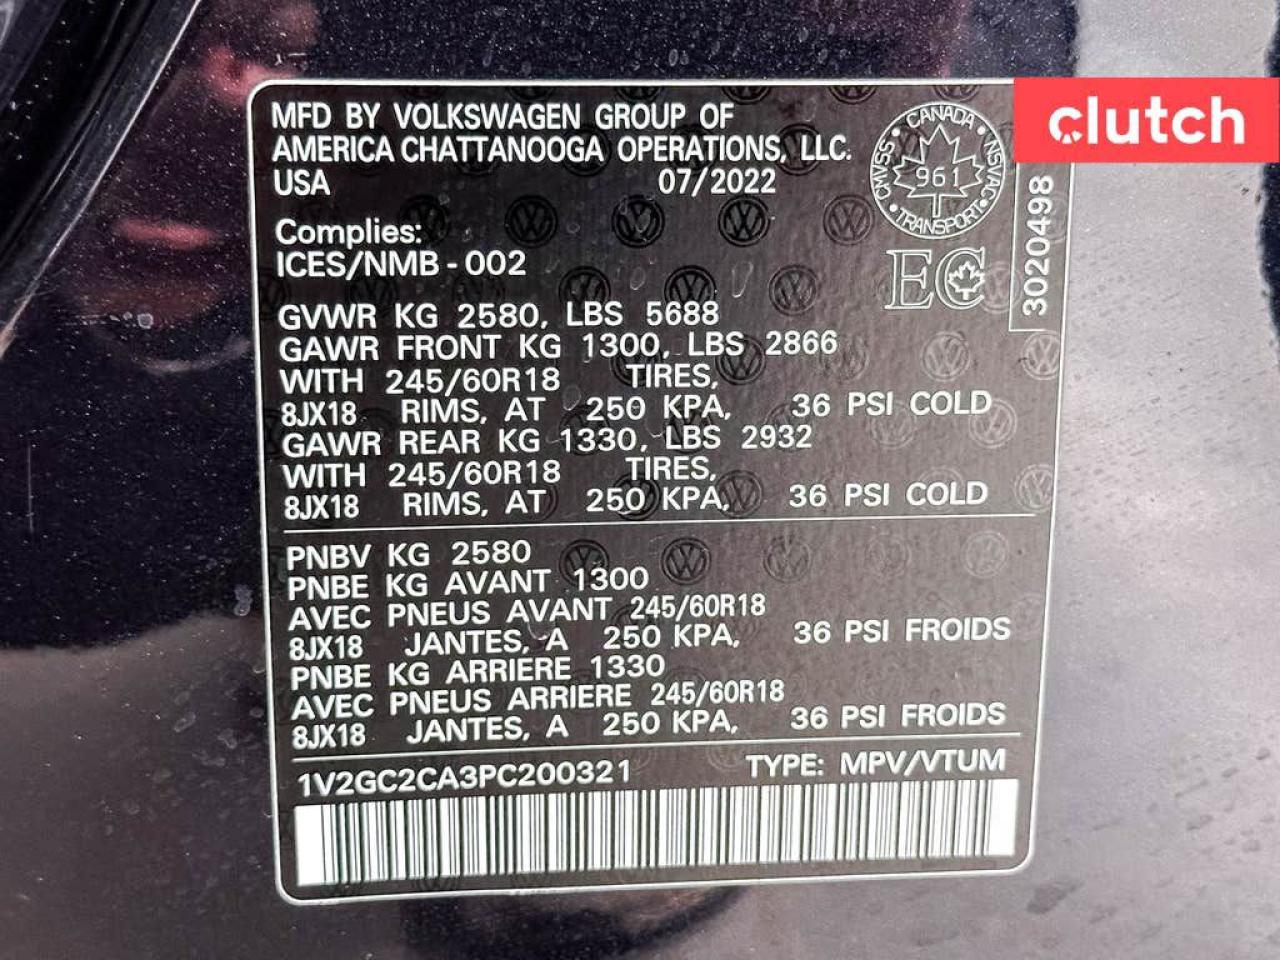 clutch
MFD BY VOLKSWAGEN GROUP OF
AMERICA CHATTANOOGA OPERATIONS, LLC.
USA 07/2022
CANADA
CMVSS NSVAC
961
TRANSPORT
EC
3020498
Complies:
ICES/NMB - 002
GVWR KG 2580, LBS 5688
GAWR FRONT KG 1300, LBS 2866
WITH 245/60R18 TIRES,
8JX18 RIMS, AT 250 KPA, 36 PSI COLD
GAWR REAR KG 1330, LBS 2932
WITH 245/60R18 TIRES,
8JX18 RIMS, AT 250 KPA, 36 PSI COLD
PNBV KG 2580
PNBE KG AVANT 1300
AVEC PNEUS AVANT 245/60R18
8JX18 JANTES, A 250 KPA, 36 PSI FROIDS
PNBE KG ARRIERE 1330
AVEC PNEUS ARRIERE 245/60R18
8JX18 JANTES, A 250 KPA, 36 PSI FROIDS
1V2GC2CA3PC200321 TYPE: MPV/VTUM